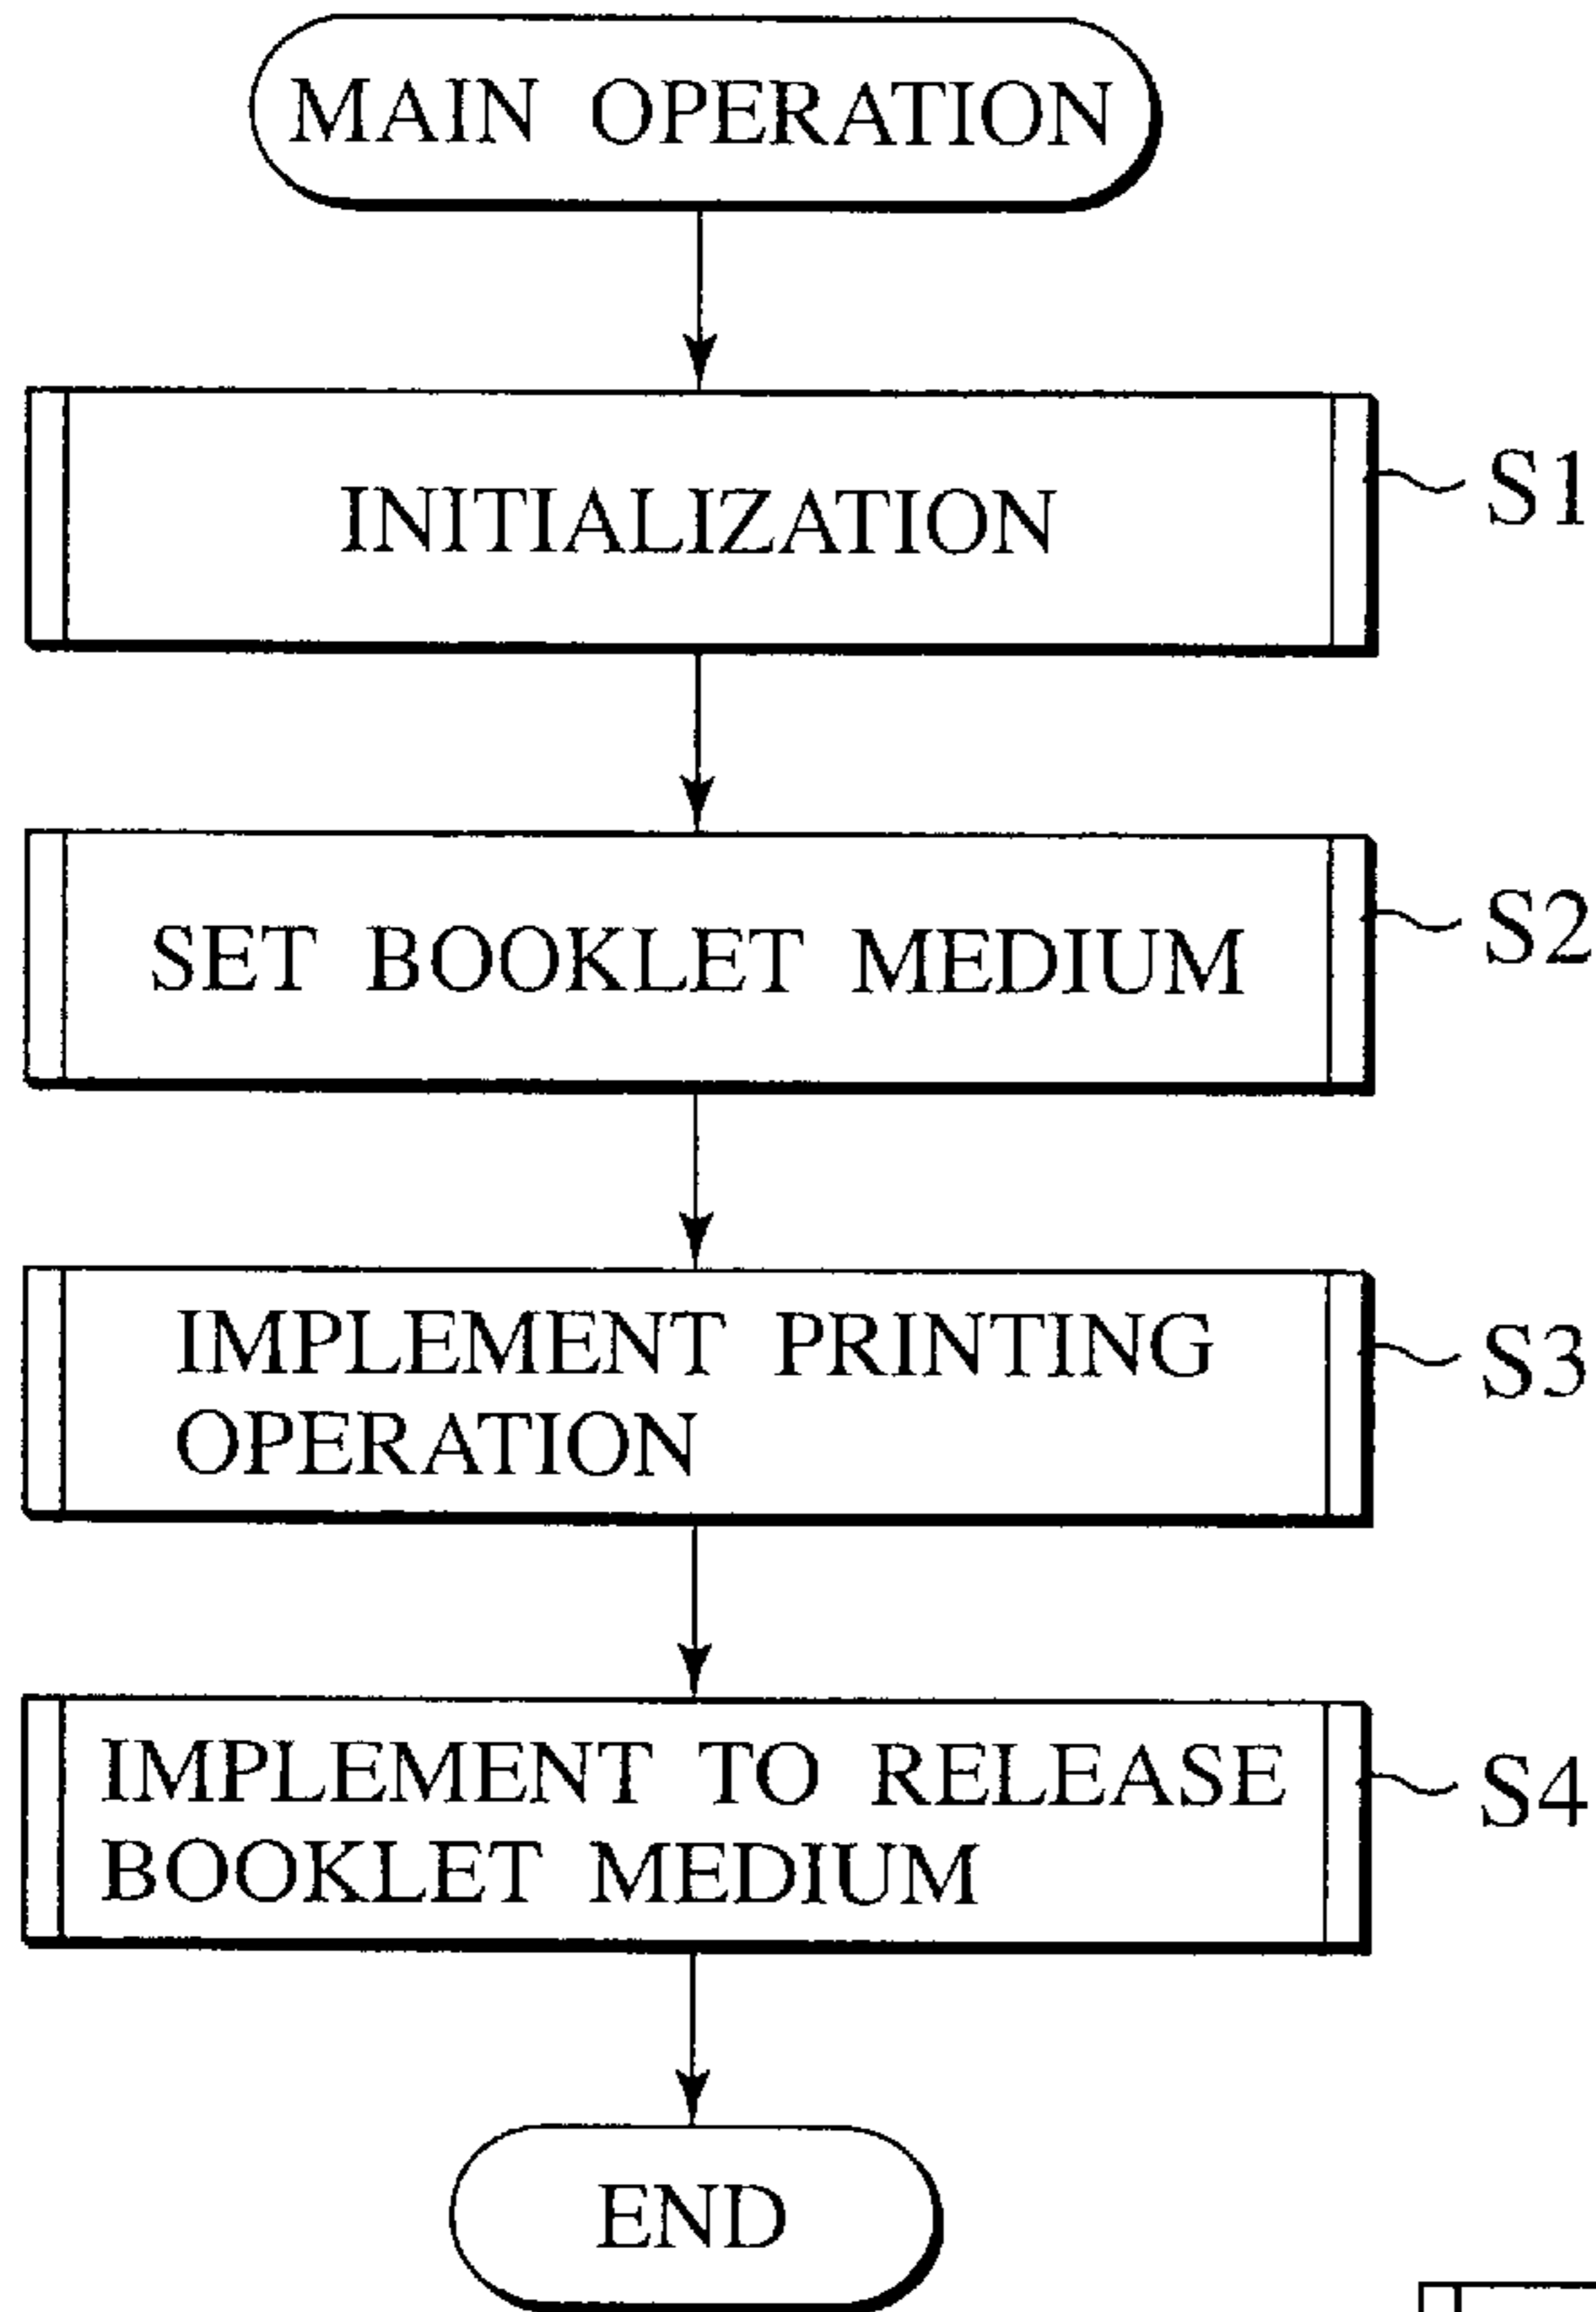 MAIN OPERATION
INITIALIZATION
S1
SET BOOKLET MEDIUM
S2
IMPLEMENT PRINTING
OPERATION
S3
IMPLEMENT TO RELEASE
BOOKLET MEDIUM
S4
END